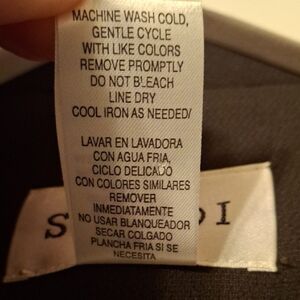 MACHINE WASH COLD,
GENTLE CYCLE
WITH LIKE COLORS
REMOVE PROMPTLY
DO NOT BLEACH
LINE DRY
COOL IRON AS NEEDED/
LAVAR EN LAVADORA
CON AGUA FRIA,
CICLO DELICADO
CON COLORES SIMILARES
REMOVER
INMEDIATAMENTE
NO USAR BLANQUEADOR
SECAR COLGADO
PLANCHA FRIA SI SE
NECESITA